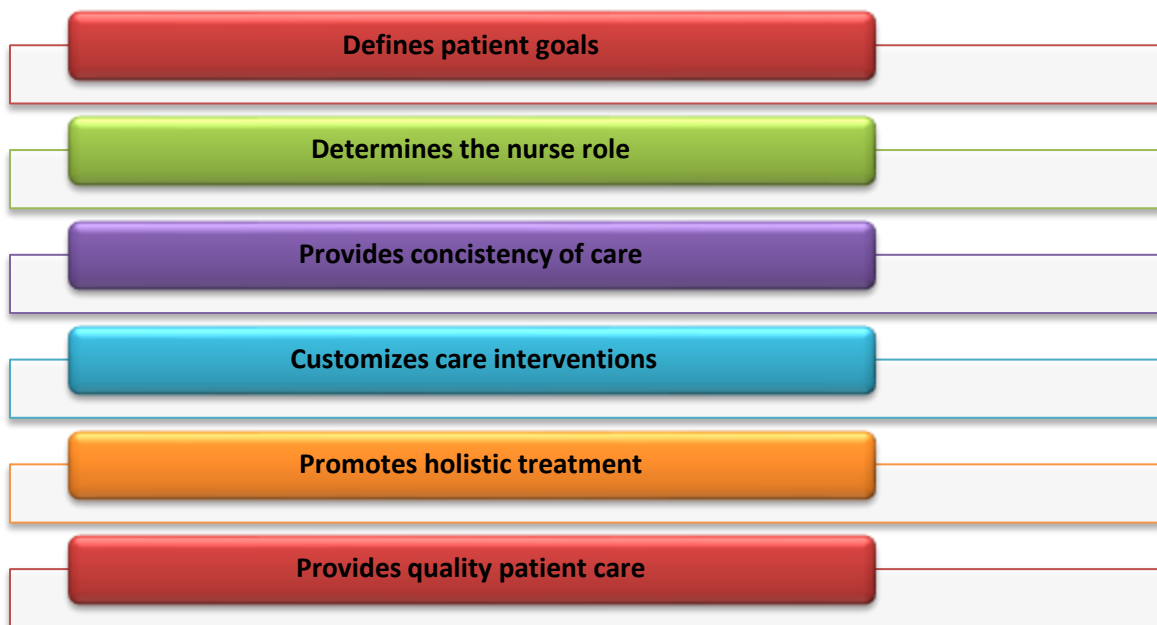 Defines patient goals
Determines the nurse role
Provides concistency of care
Customizes care interventions
Promotes holistic treatment
Provides quality patient care